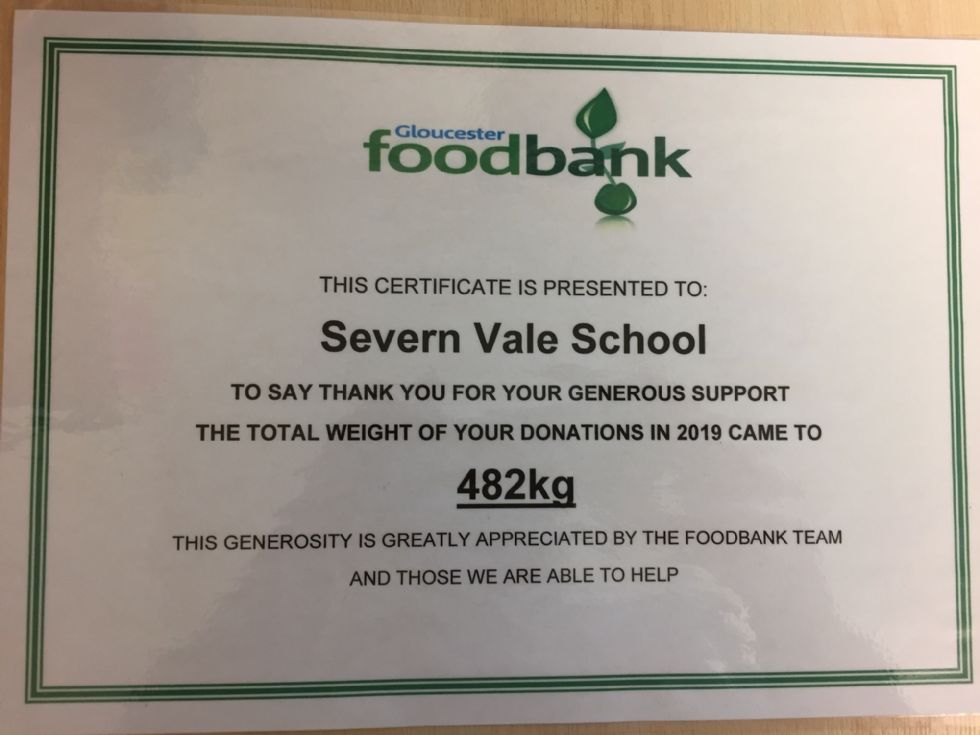 Gloucester
foodbank
THIS CERTIFICATE IS PRESENTED TO:
Severn Vale School
TO SAY THANK YOU FOR YOUR GENEROUS SUPPORT
THE TOTAL WEIGHT OF YOUR DONATIONS IN 2019 CAME TO
482kg
THIS GENEROSITY IS GREATLY APPRECIATED BY THE FOODBANK TEAM
AND THOSE WE ARE ABLE TO HELP